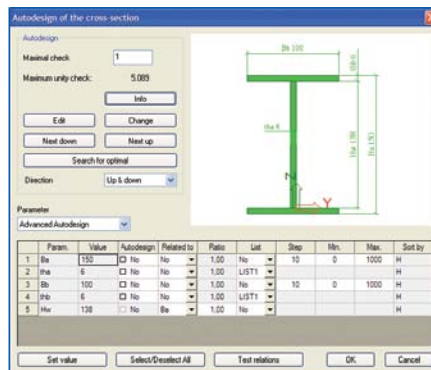 Autodesign of the cross-section
Autodesign
Maximal check: 1
Maximum unity check: 5.089
Info
Edit Change
Next down Next up
Search for optimal
Direction Up & down
Parameter
Advanced Autodesign
Bb 100
tha 6
Z
Y
Param. Value Autodesign Related to Ratio List Step Min. Max. Sort by
1 Ba 150 No No 1,00 No 10 0 1000 H
2 tha 6 No No 1,00 LIST1 H
3 Bb 100 No No 1,00 No 10 0 1000 H
4 thb 6 No No 1,00 LIST1 H
5 Hw 138 No Ba 1,00 No H
Set value Select/Deselect All Test relations OK Cancel